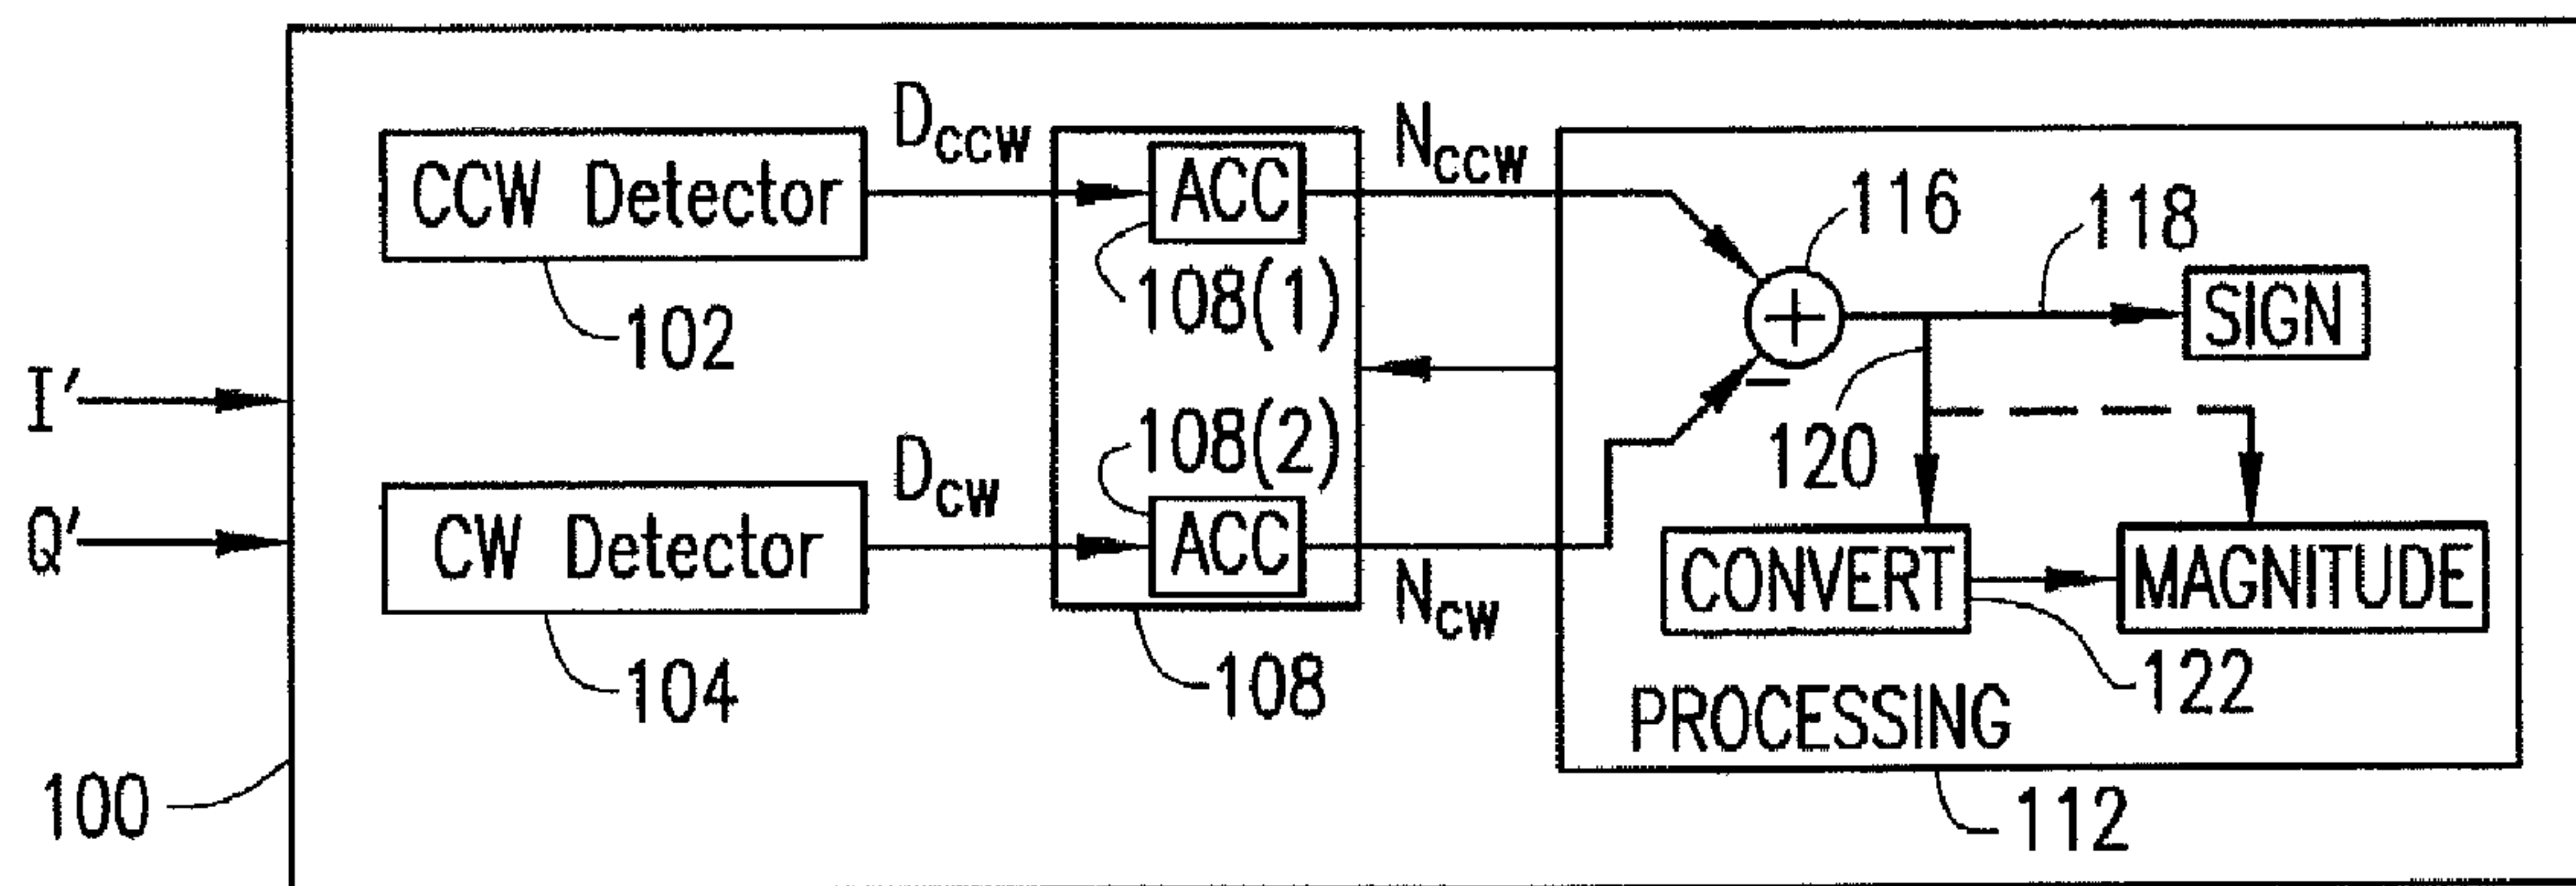 I′
Q′
100
CCW Detector
102
CW Detector
104
Dccw
Dcw
ACC
108(1)
108(2)
ACC
108
Nccw
Ncw
116
+
−
118
SIGN
120
CONVERT
MAGNITUDE
122
PROCESSING
112